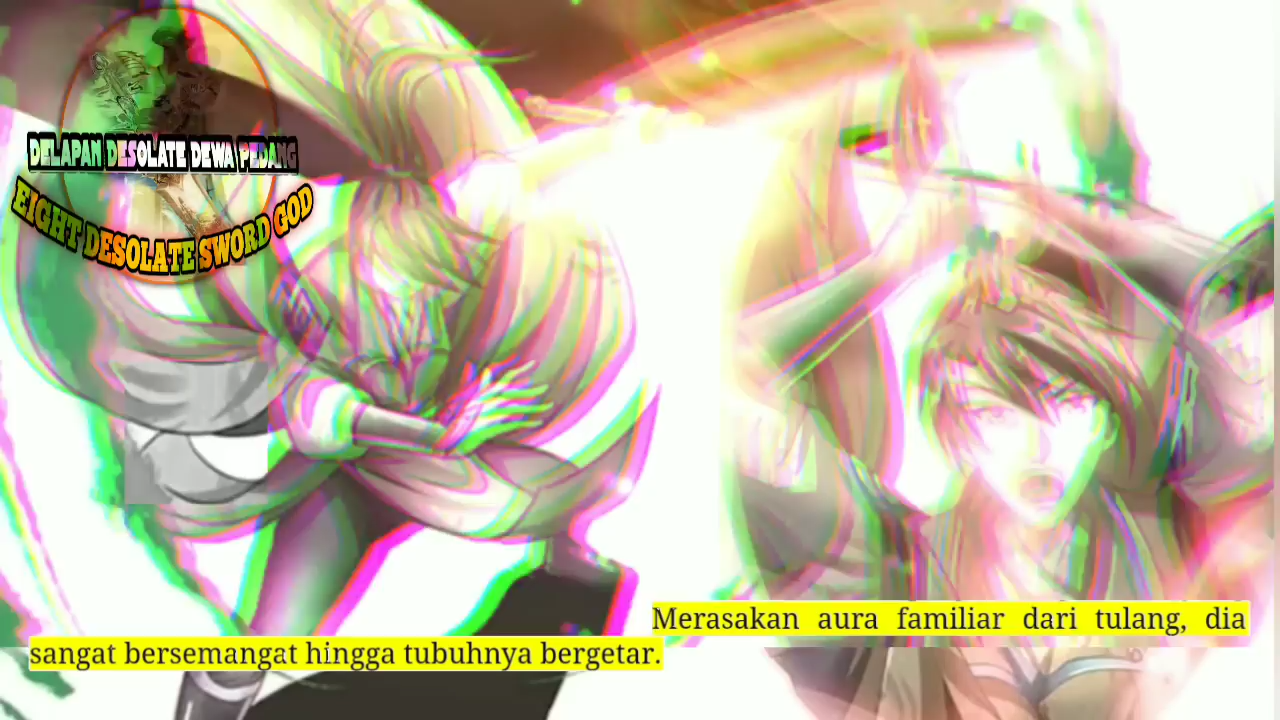 DELAPAN DESOLATE DEWA PEDANG
EIGHT DESOLATE SWORD GOD
Merasakan aura familiar dari tulang, dia
sangat bersemangat hingga tubuhnya bergetar.